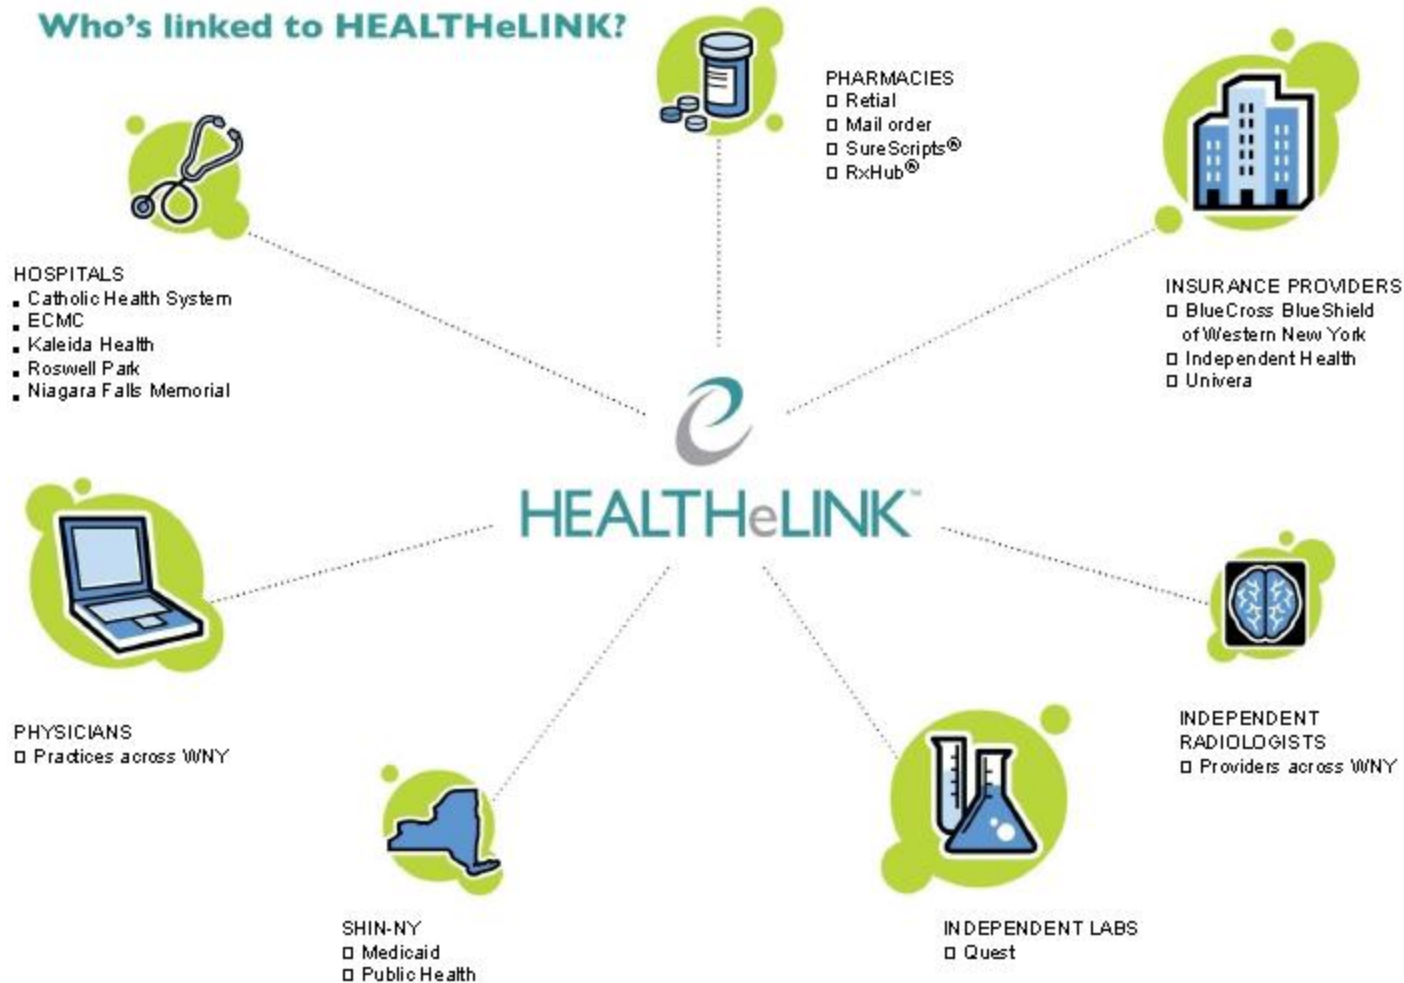 Who's linked to HEALTHeLINK?
PHARMACIES
□ Retial
□ Mail order
□ SureScripts®
□ RxHub®
HOSPITALS
▪ Catholic Health System
▪ ECMC
▪ Kaleida Health
▪ Roswell Park
▪ Niagara Falls Memorial
INSURANCE PROVIDERS
□ BlueCross BlueShield
of Western New York
□ Independent Health
□ Univera
HEALTHeLINK™
PHYSICIANS
□ Practices across WNY
INDEPENDENT
RADIOLOGISTS
□ Providers across WNY
SHIN-NY
□ Medicaid
□ Public Health
INDEPENDENT LABS
□ Quest